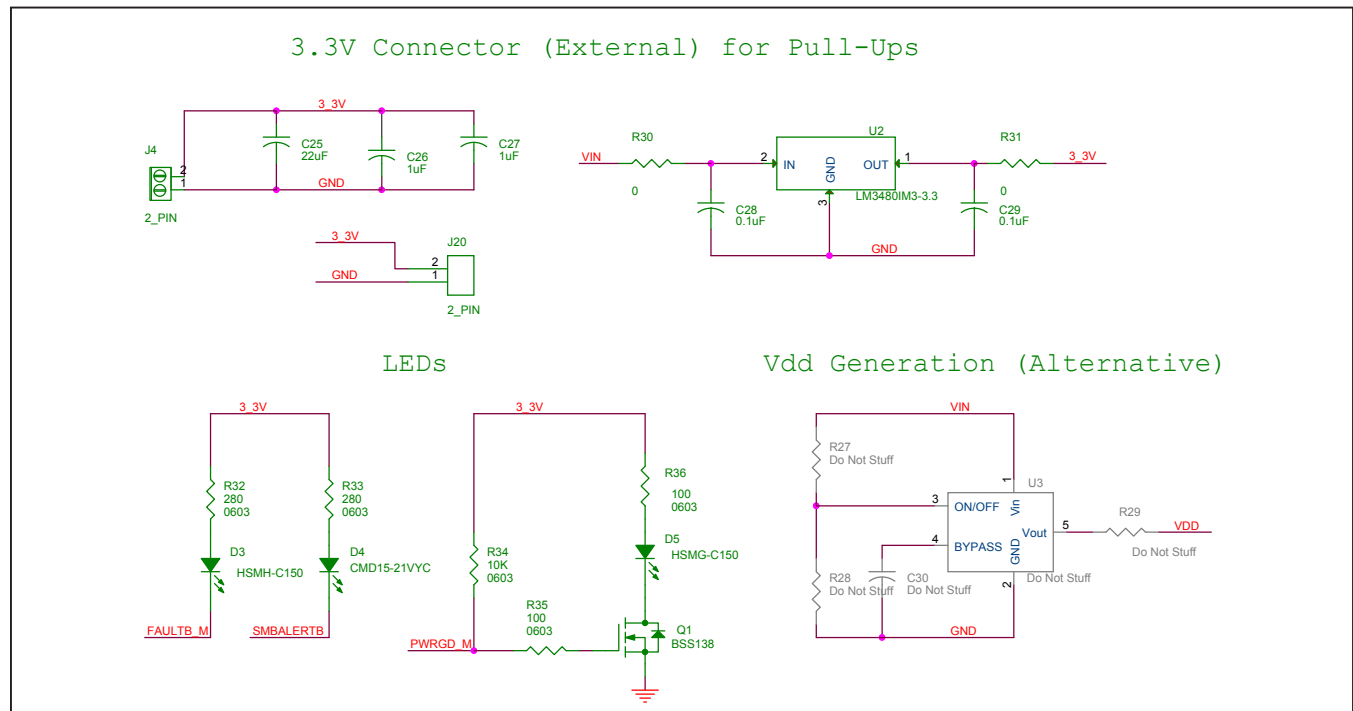 3.3V Connector (External) for Pull-Ups
3_3V
J4
2
1
2_PIN
C25
22uF
C26
1uF
C27
1uF
GND
3_3V
GND
J20
2
1
2_PIN
VIN
R30
0
2
IN
GND
3
OUT
1
U2
LM3480IM3-3.3
R31
0
3_3V
C28
0.1uF
C29
0.1uF
GND
LEDs
3_3V
R32
280
0603
R33
280
0603
D3
HSMH-C150
D4
CMD15-21VYC
FAULTB_M
SMBALERTB
3_3V
R36
100
0603
R34
10K
0603
D5
HSMG-C150
R35
100
0603
PWRGD_M
Q1
BSS138
Vdd Generation (Alternative)
VIN
R27
Do Not Stuff
1
U3
3
ON/OFF
Vin
4
BYPASS
GND
Vout
5
R29
VDD
Do Not Stuff
R28
Do Not Stuff
C30
Do Not Stuff
2
Do Not Stuff
GND